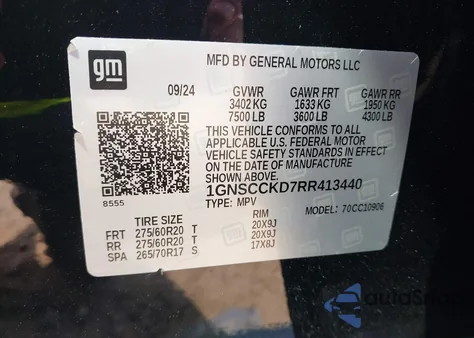 gm
MFD BY GENERAL MOTORS LLC
09/24 GVWR GAWR FRT GAWR RR
3402 KG 1633 KG 1950 KG
7500 LB 3600 LB 4300 LB
THIS VEHICLE CONFORMS TO ALL
APPLICABLE U.S. FEDERAL MOTOR
VEHICLE SAFETY STANDARDS IN EFFECT
ON THE DATE OF MANUFACTURE
SHOWN ABOVE.
1GNSCCKD7RR413440
8555 TYPE: MPV MODEL: 70CC10906
TIRE SIZE RIM
FRT 275/60R20 T 20X9J
RR 275/60R20 T 20X9J
SPA 265/70R17 S 17X8J